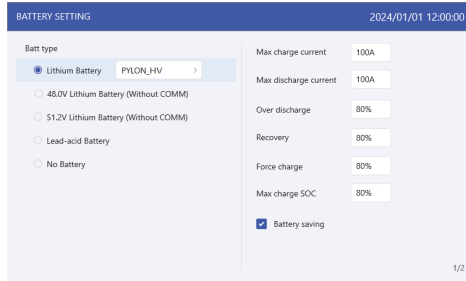 BATTERY SETTING 2024/01/01 12:00:00
Batt type
Lithium Battery PYLON_HV >
48.0V Lithium Battery (Without COMM)
51.2V Lithium Battery (Without COMM)
Lead-acid Battery
No Battery
Max charge current 100A
Max discharge current 100A
Over discharge 80%
Recovery 80%
Force charge 80%
Max charge SOC 80%
Battery saving
1/2